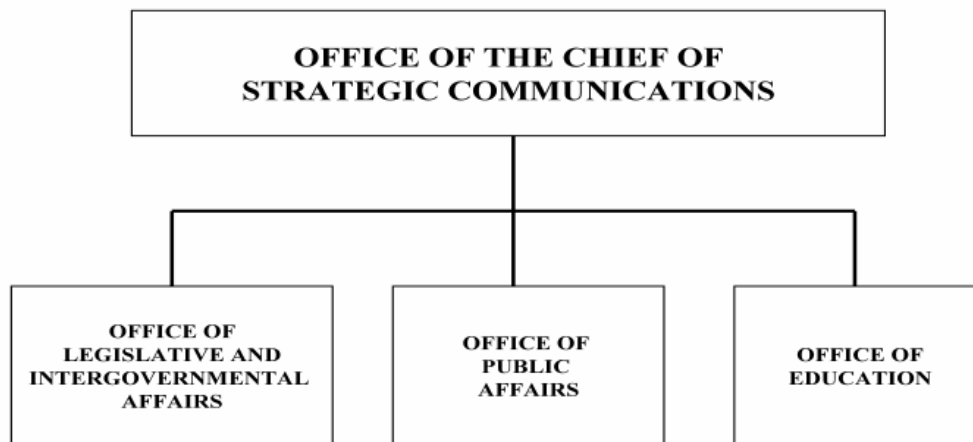 OFFICE OF THE CHIEF OF
STRATEGIC COMMUNICATIONS
OFFICE OF
LEGISLATIVE AND
INTERGOVERNMENTAL
AFFAIRS
OFFICE OF
PUBLIC
AFFAIRS
OFFICE OF
EDUCATION